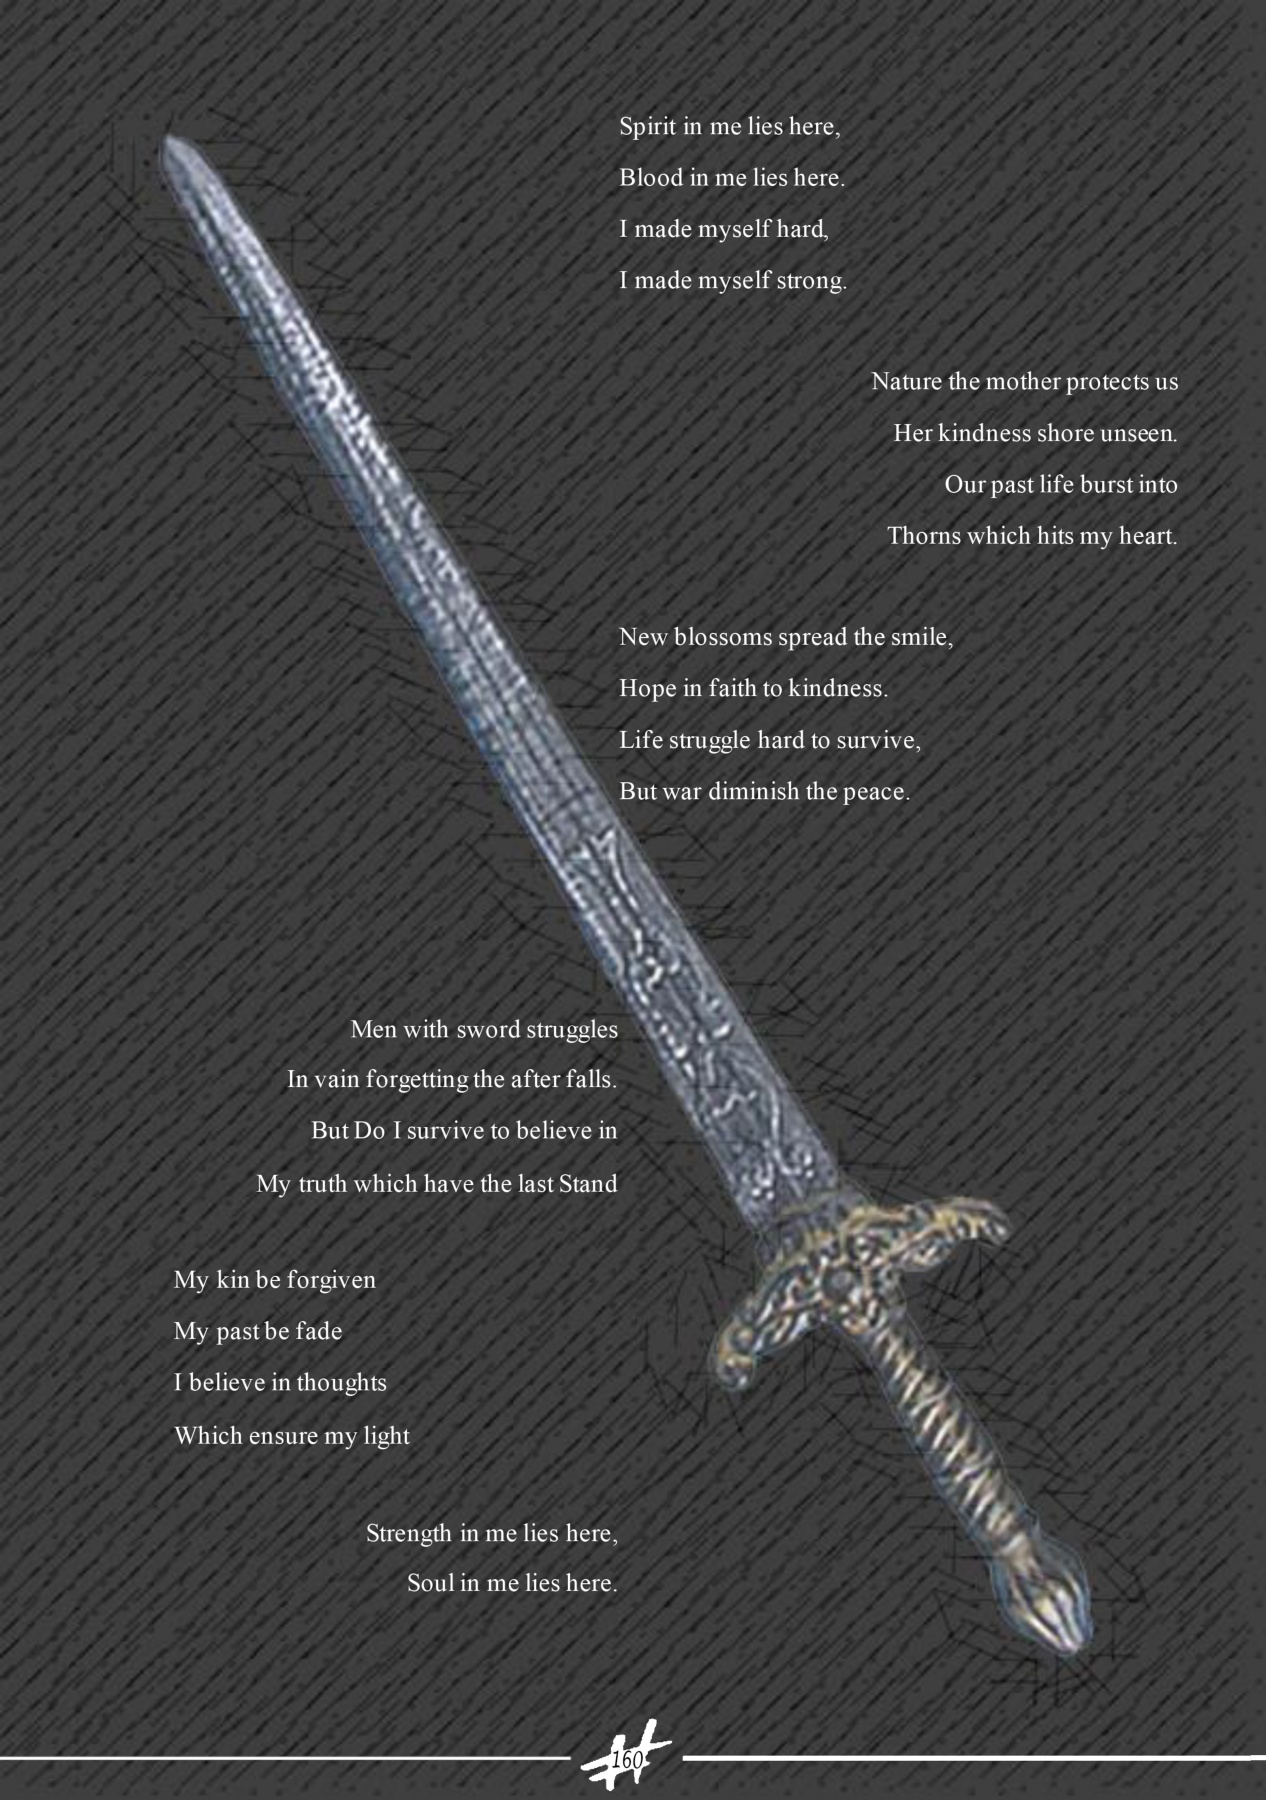 Spirit in me lies here,
Blood in me lies here.
I made myself hard,
I made myself strong.
Nature the mother protects us
Her kindness shore unseen.
Our past life burst into
Thorns which hits my heart.
New blossoms spread the smile,
Hope in faith to kindness.
Life struggle hard to survive,
But war diminish the peace.
Men with sword struggles
In vain forgetting the after falls.
But Do I survive to believe in
My truth which have the last Stand
My kin be forgiven
My past be fade
I believe in thoughts
Which ensure my light
Strength in me lies here,
Soul in me lies here.
160